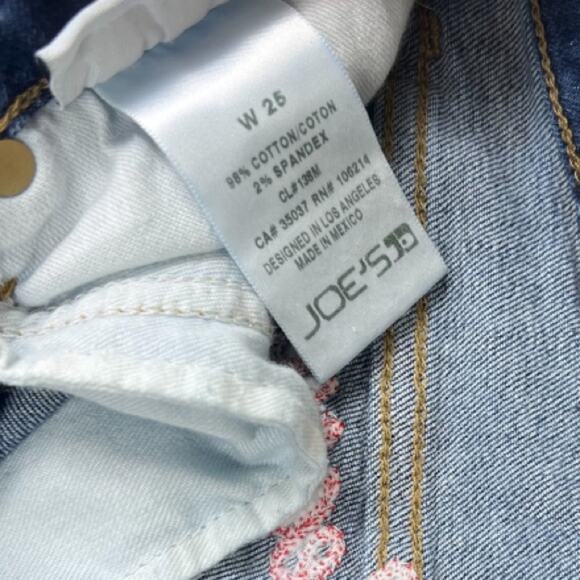 W 25
98% COTTON/COTON
2% SPANDEX
CL#138M
CA# 35037 RN# 106214
DESIGNED IN LOS ANGELES
MADE IN MEXICO
JOE'S